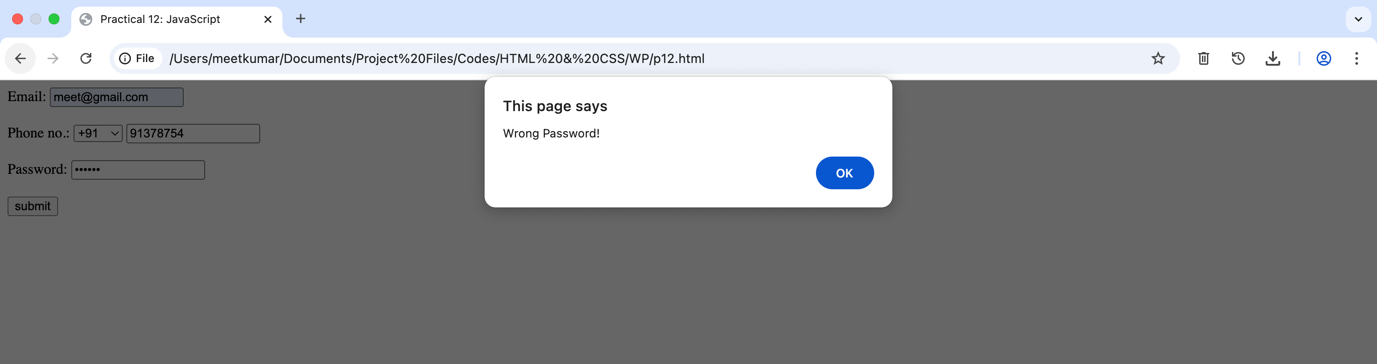 Practical 12: JavaScript
File /Users/meetkumar/Documents/Project%20Files/Codes/HTML%20&%20CSS/WP/p12.html
This page says
Wrong Password!
OK
Email: meet@gmail.com
Phone no.: +91 91378754
Password: ••••••
submit